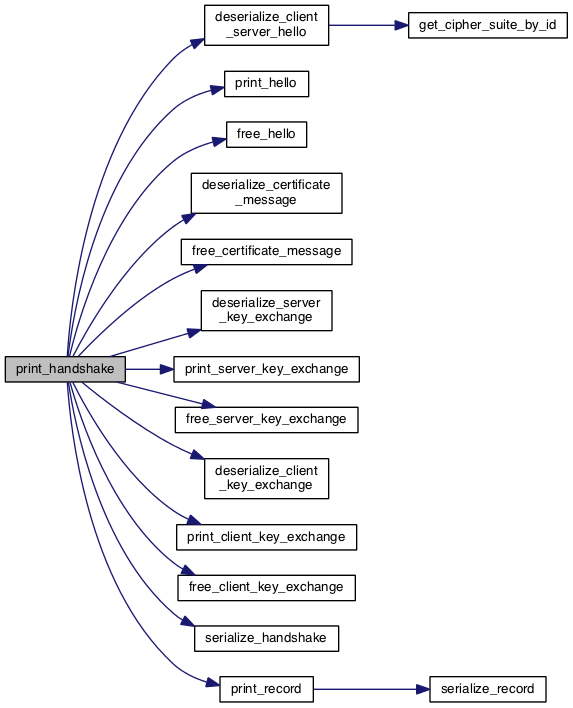 deserialize_client
_server_hello
get_cipher_suite_by_id
print_hello
free_hello
deserialize_certificate
_message
free_certificate_message
deserialize_server
_key_exchange
print_handshake
print_server_key_exchange
free_server_key_exchange
deserialize_client
_key_exchange
print_client_key_exchange
free_client_key_exchange
serialize_handshake
print_record
serialize_record